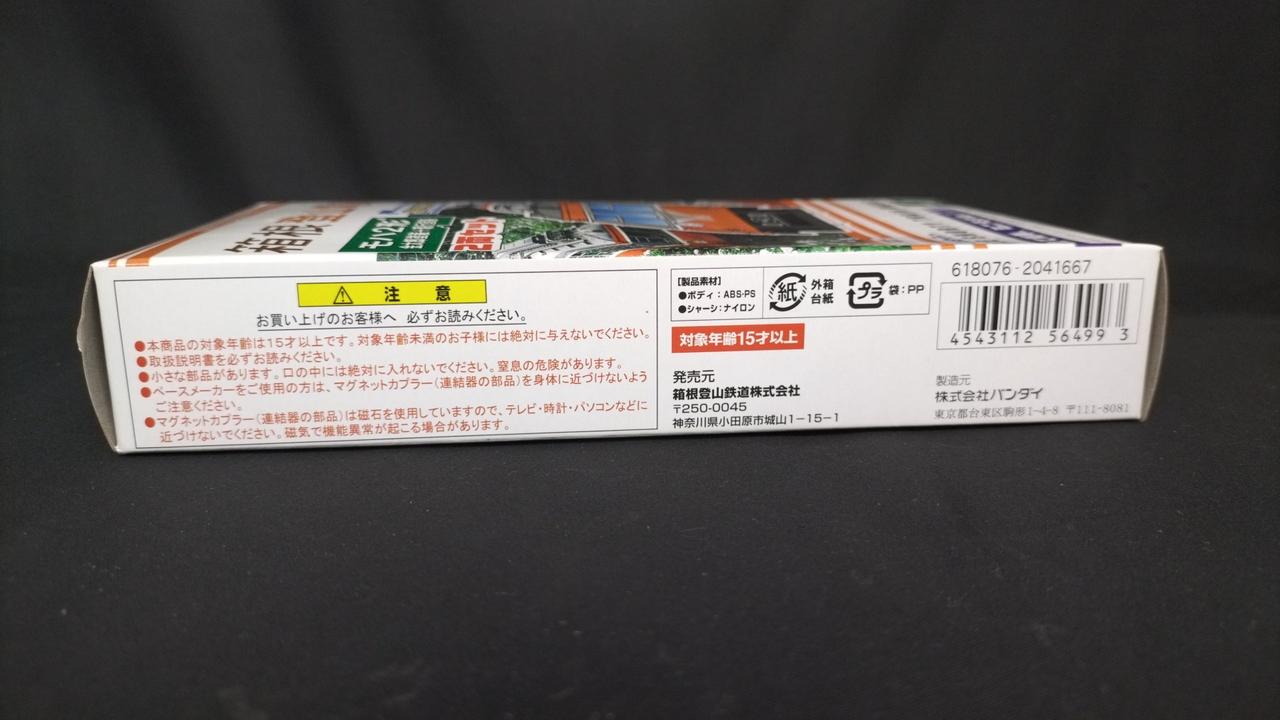 箱根登
モハ2形
2両セット
注意
お買い上げのお客様へ 必ずお読みください。
●本商品の対象年齢は15才以上です。対象年齢未満のお子様には絶対に与えないでください。
●取扱説明書を必ずお読みください。
●小さな部品があります。口の中には絶対に入れないでください。窒息の危険があります。
●ペースメーカーをご使用の方は、マグネットカプラー(連結器の部品)を身体に近づけないよう
ご注意ください。
●マグネットカプラー(連結器の部品)は磁石を使用していますので、テレビ・時計・パソコンなどに
近づけないでください。磁気で機能異常が起こる場合があります。
【製品素材】
●ボディ:ABS・PS
●シャーシ:ナイロン
紙
外箱
台紙
プラ
袋:PP
対象年齢15才以上
発売元
箱根登山鉄道株式会社
〒250-0045
神奈川県小田原市城山1-15-1
618076-2041667
4543112 56499 3
製造元
株式会社バンダイ
東京都台東区駒形1-4-8 〒111-8081